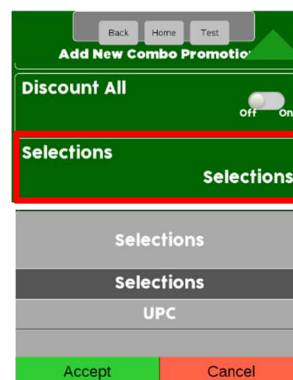 Back Home Test
Add New Combo Promotio
Discount All
Off On
Selections
Selections
Selections
Selections
UPC
Accept Cancel